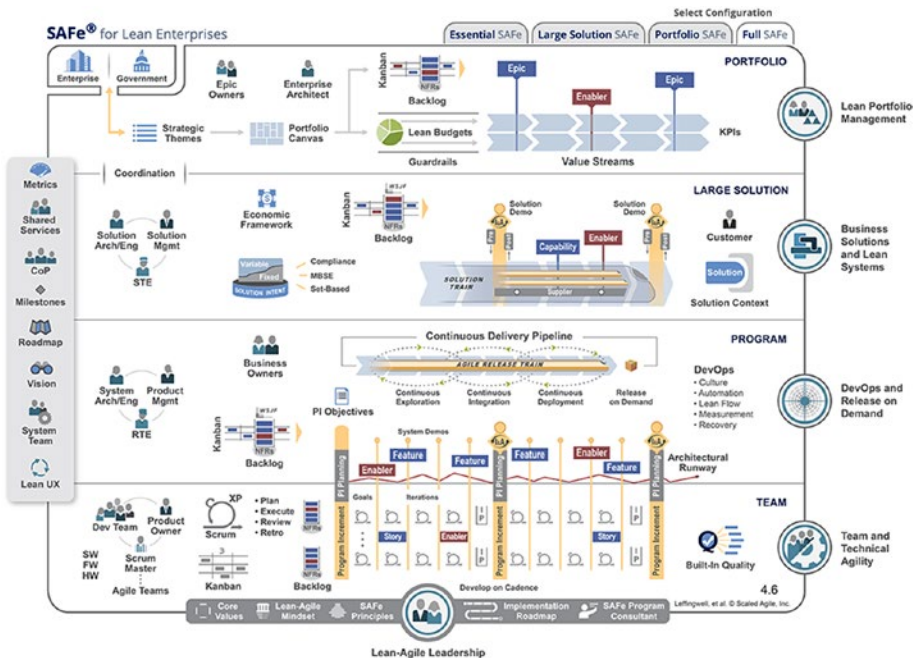 Select Configuration
SAFe® for Lean Enterprises
Essential SAFe
Large Solution SAFe
Portfolio SAFe
Full SAFe
PORTFOLIO
Enterprise
Government
Epic
Owners
Enterprise
Architect
Kanban
NFRs
Backlog
Epic
Enabler
Epic
Lean Portfolio
Management
Strategic
Themes
Portfolio
Canvas
Lean Budgets
Guardrails
KPIs
Value Streams
Metrics
Shared
Services
CoP
Milestones
Roadmap
Vision
System
Team
Lean UX
Coordination
LARGE SOLUTION
Solution
Arch/Eng
Solution
Mgmt
STE
Economic
Framework
Kanban
WSJF
NFRs
Backlog
Variable
Fixed
SOLUTION INTENT
Compliance
MBSE
Set-Based
Solution
Demo
Solution
Demo
Pre
Post
Pre
Post
Capability
Enabler
SOLUTION
TRAIN
Supplier
Customer
Solution
Solution Context
Business
Solutions
and Lean
Systems
PROGRAM
Business
Owners
Continuous Delivery Pipeline
AGILE RELEASE TRAIN
Continuous
Exploration
Continuous
Integration
Continuous
Deployment
Release
on Demand
DevOps
• Culture
• Automation
• Lean Flow
• Measurement
• Recovery
DevOps and
Release on
Demand
System
Arch/Eng
Product
Mgmt
RTE
Kanban
WSJF
NFRs
Backlog
PI Objectives
System Demos
PI Planning
Enabler
Feature
Feature
PI Planning
Feature
Enabler
Feature
PI Planning
Architectural
Runway
TEAM
Dev Team
Product
Owner
Scrum
Master
SW
FW
HW
Agile Teams
XP
Scrum
• Plan
• Execute
• Review
• Retro
3
Kanban
NFRs
NFRs
Backlog
Program Increment
Goals
Iterations
Story
Enabler
I P
I P
Program Increment
Story
I P
I P
Program Increment
Develop on Cadence
Built-In Quality
Team and
Technical
Agility
4.6
Leffingwell, et al. © Scaled Agile, Inc.
Core
Values
Lean-Agile
Mindset
SAFe
Principles
Implementation
Roadmap
SAFe Program
Consultant
Lean-Agile Leadership